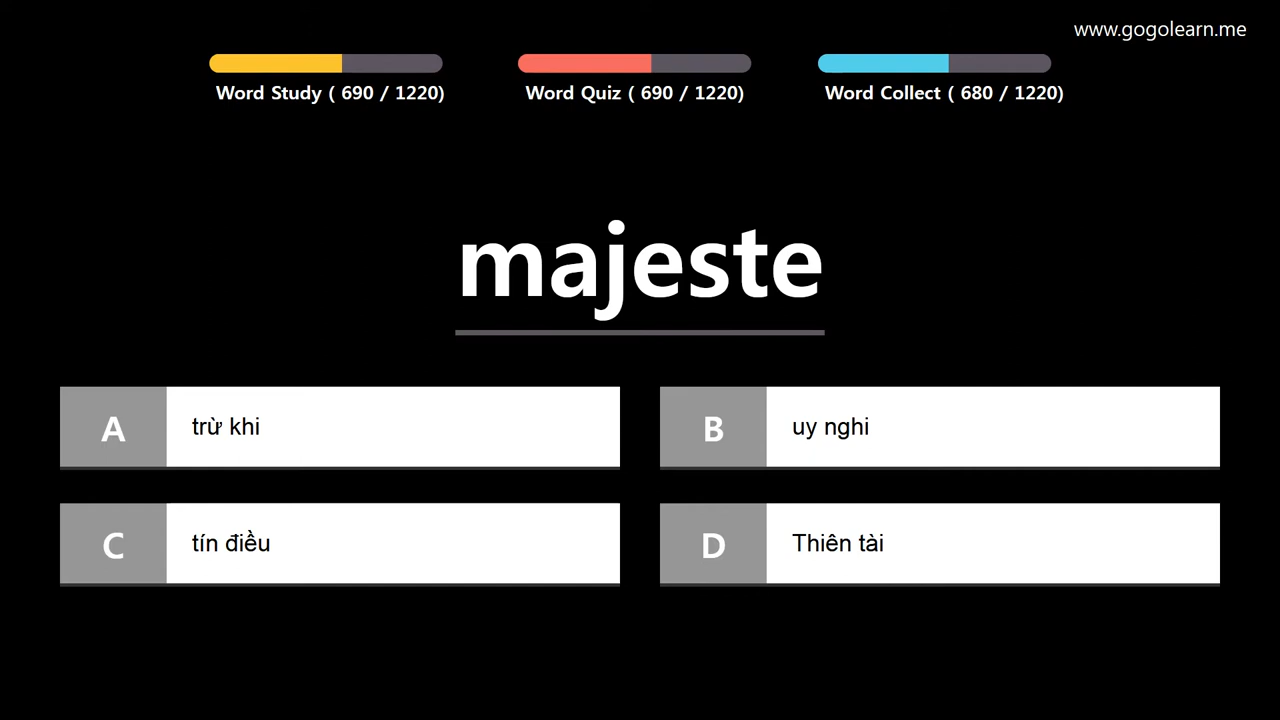 www.gogolearn.me
Word Study ( 690 / 1220)
Word Quiz ( 690 / 1220)
Word Collect ( 680 / 1220)
majeste
A
trừ khi
B
uy nghi
C
tín điều
D
Thiên tài